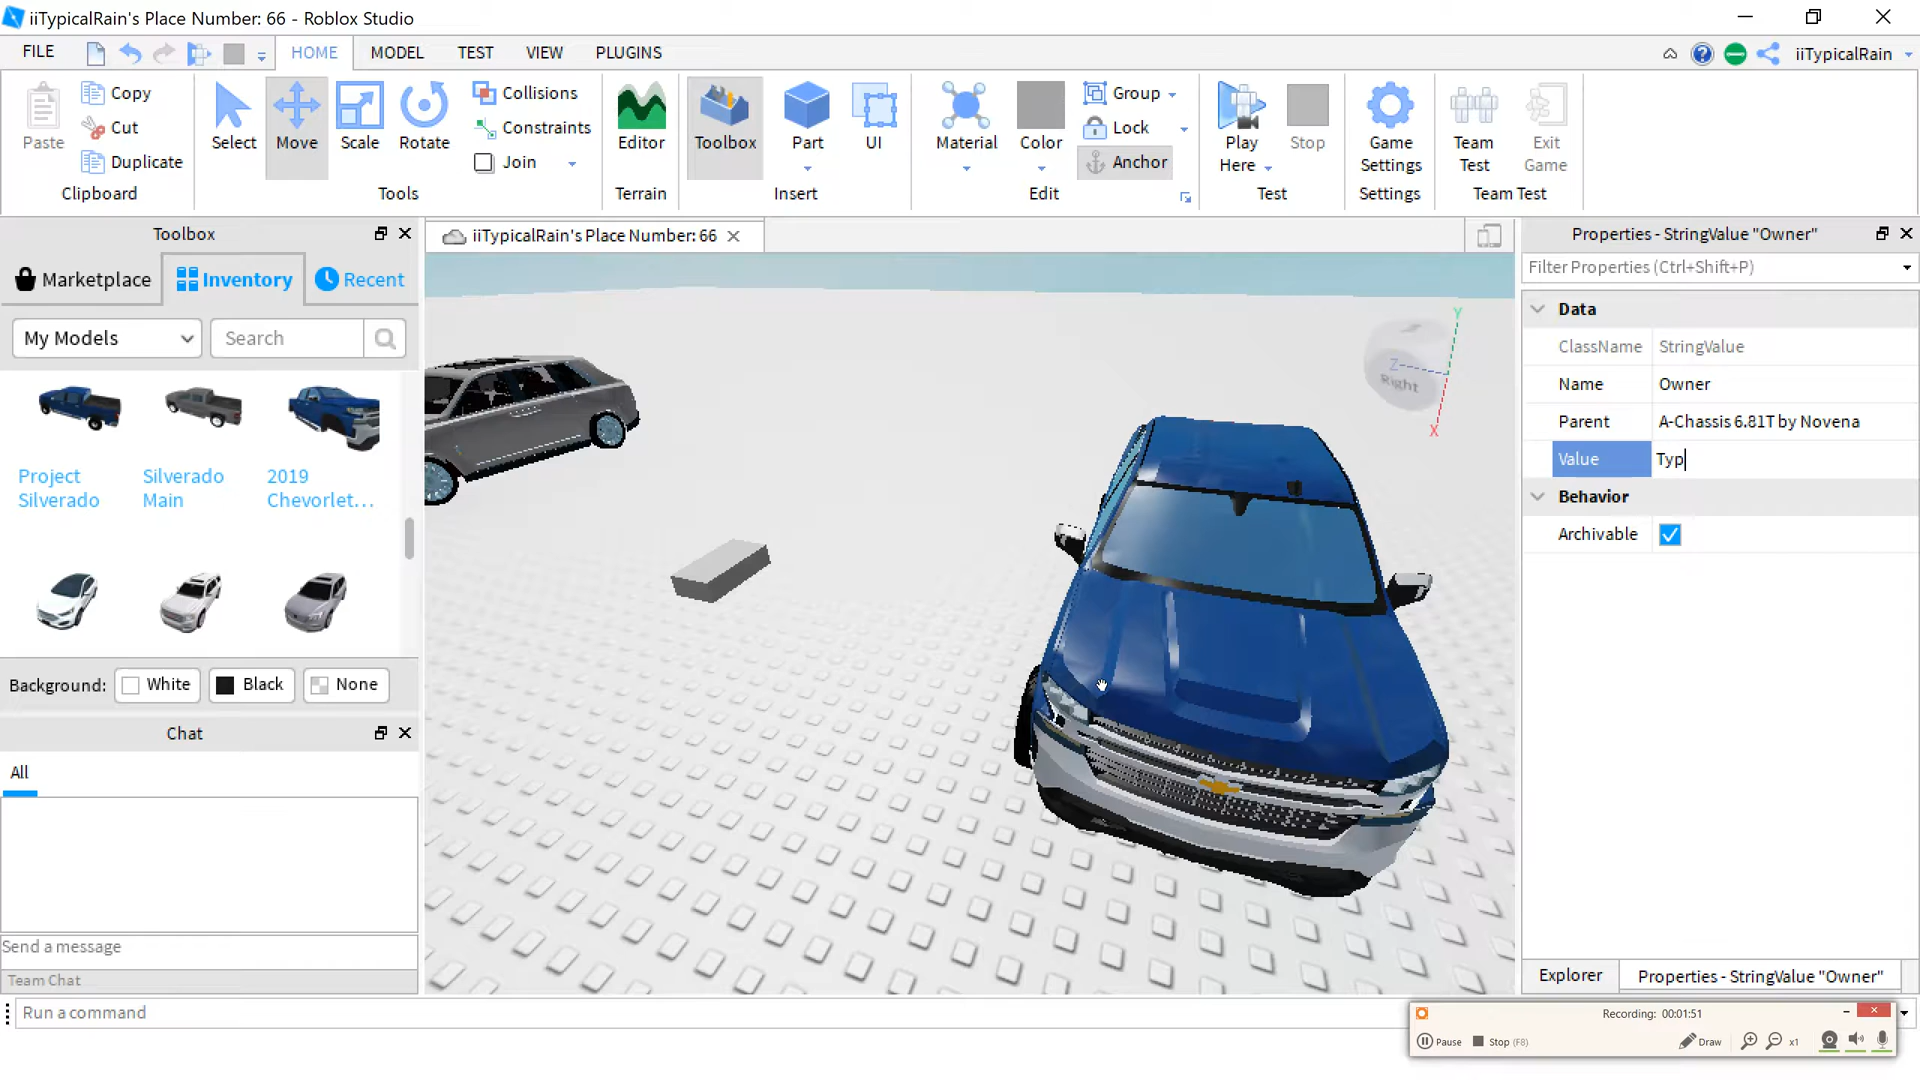 iiTypicalRain's Place Number: 66 - Roblox Studio
FILE HOME MODEL TEST VIEW PLUGINS iiTypicalRain
Paste Copy Cut Duplicate
Clipboard
Select Move Scale Rotate
Collisions
Constraints
Join
Tools
Editor
Terrain
Toolbox Part UI
Insert
Material Color
Group
Lock
Anchor
Edit
Play Here Stop
Test
Game Settings
Settings
Team Test Exit Game
Team Test
Toolbox
Marketplace Inventory Recent
My Models Search
Project Silverado
Silverado Main
2019 Chevorlet...
Background: White Black None
Chat
All
Send a message
Team Chat
Run a command
iiTypicalRain's Place Number: 66
Y
Z
Right
X
Properties - StringValue "Owner"
Filter Properties (Ctrl+Shift+P)
Data
ClassName StringValue
Name Owner
Parent A-Chassis 6.81T by Novena
Value Typ
Behavior
Archivable
Explorer Properties - StringValue "Owner"
Recording: 00:01:51
Pause Stop (F8) Draw x1